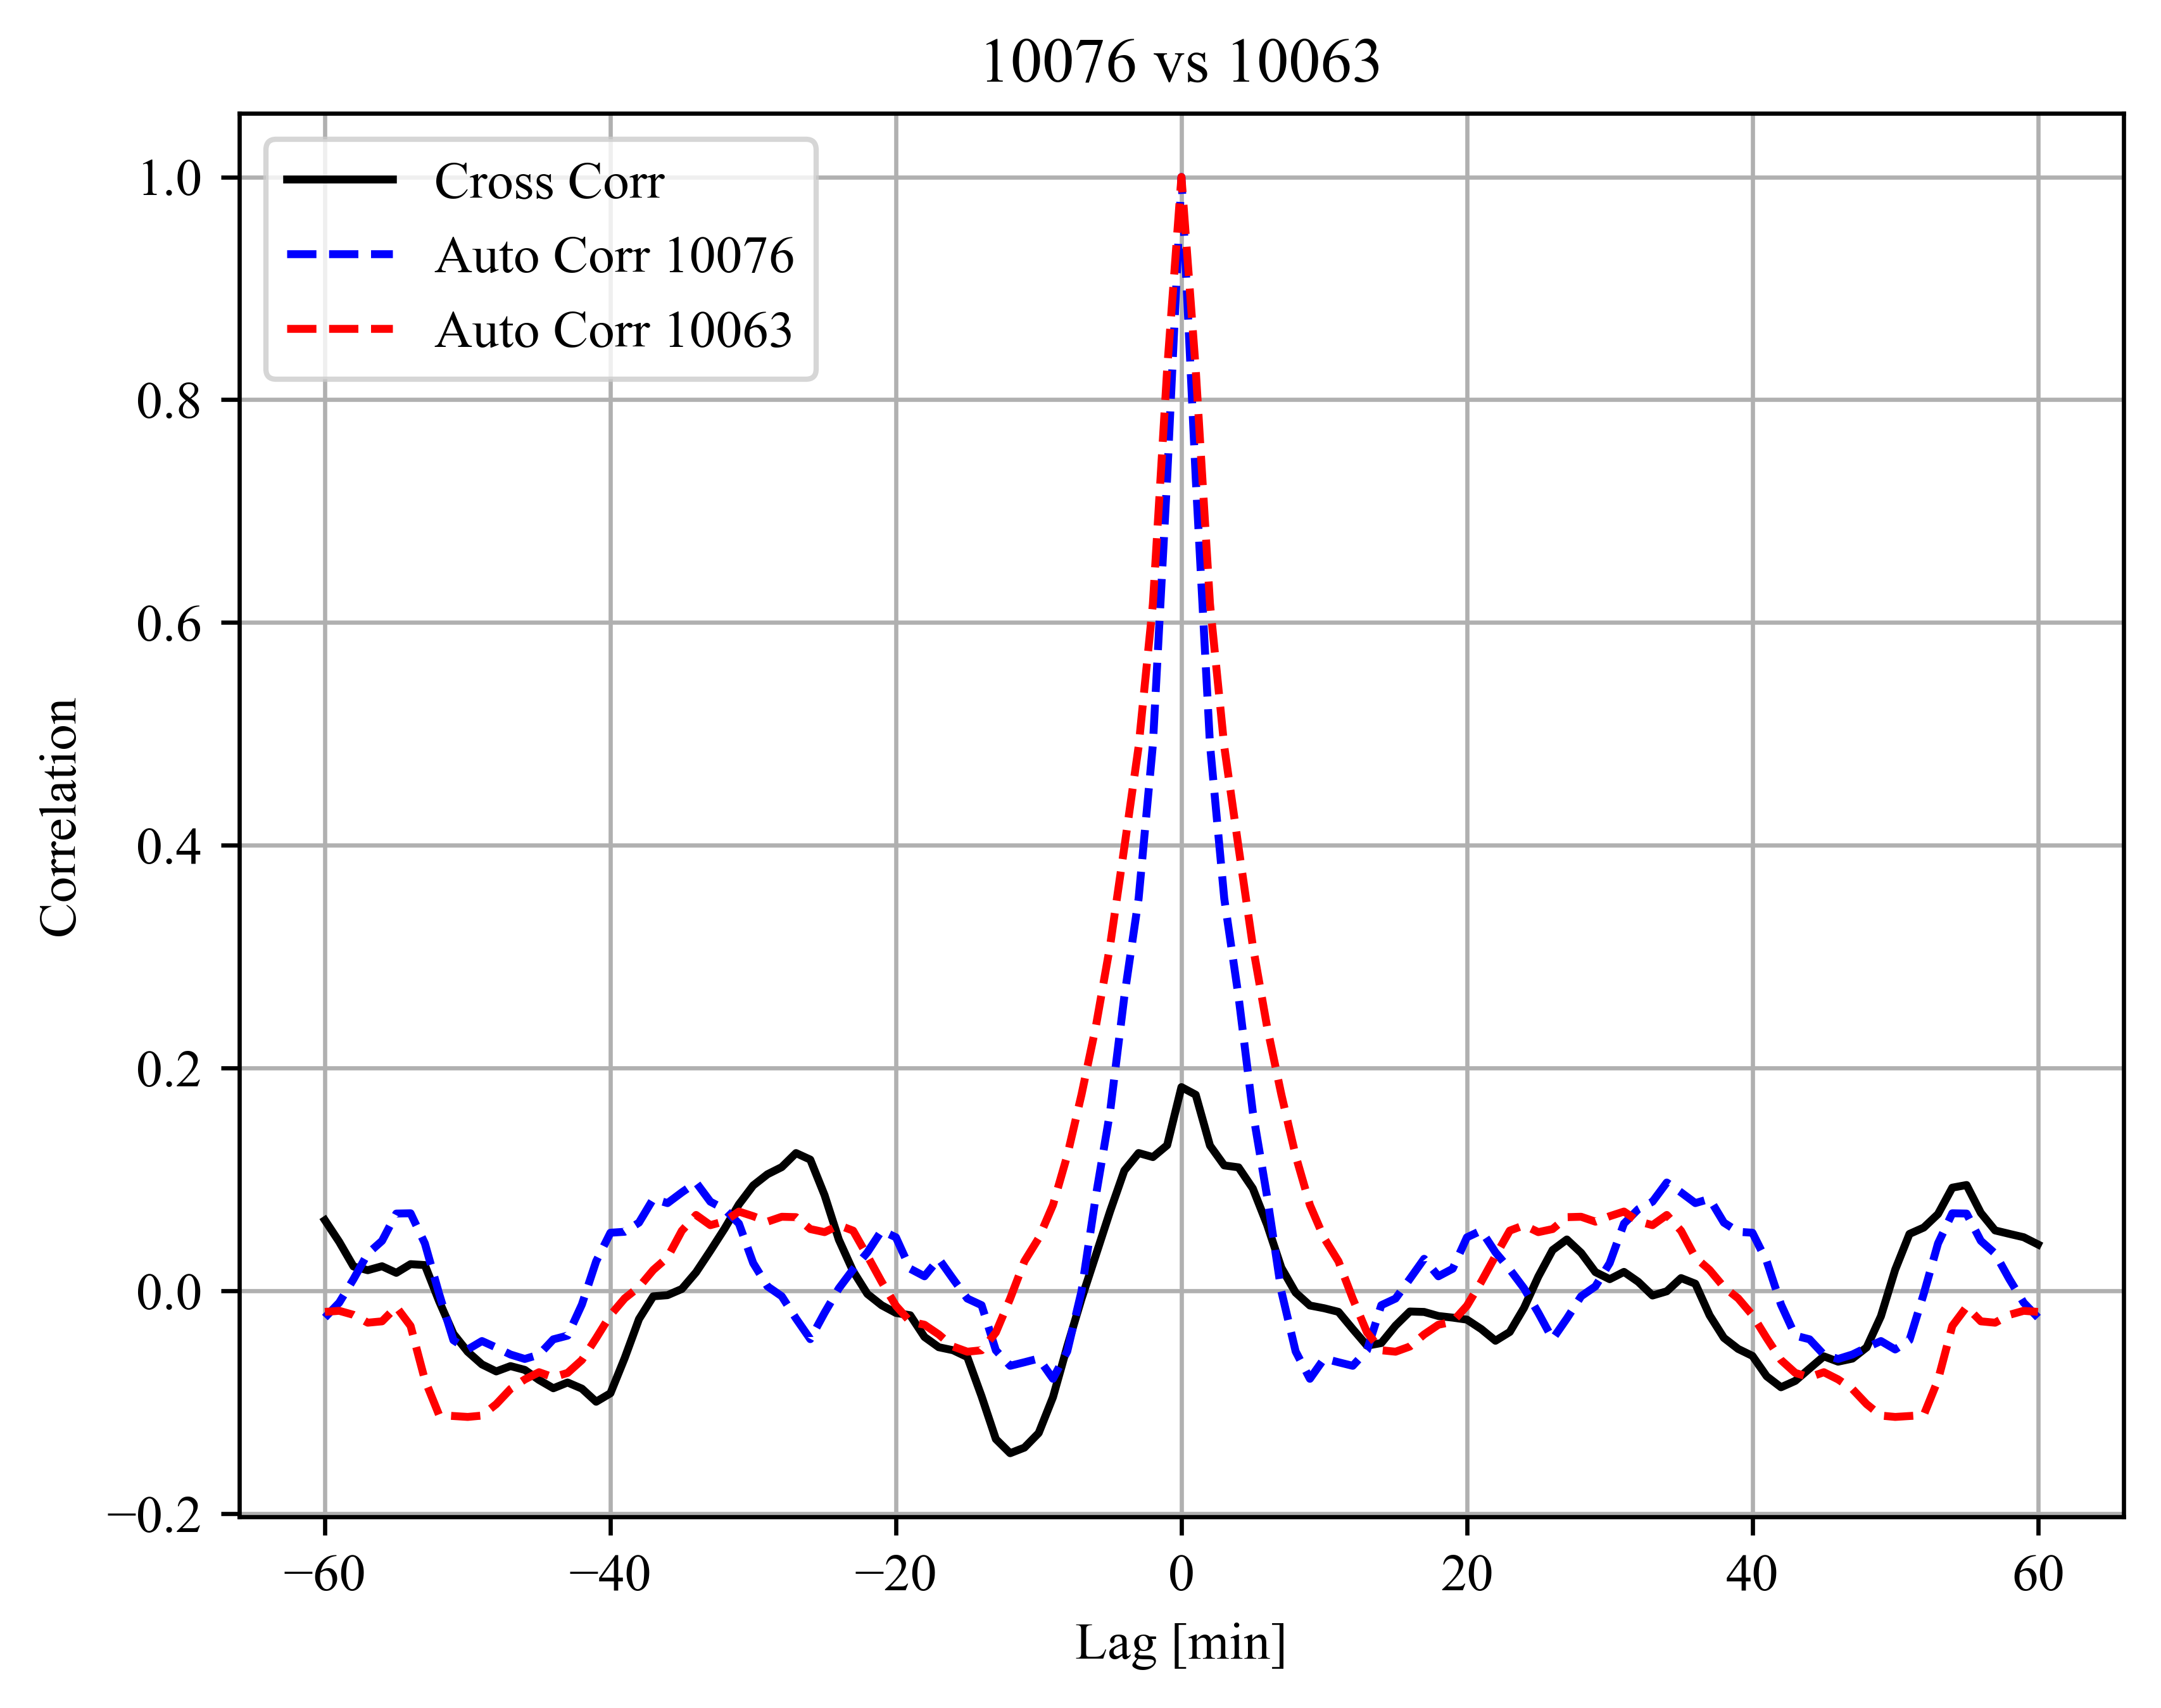 10076 vs 10063
Cross Corr
Auto Corr 10076
Auto Corr 10063
1.0
0.8
0.6
0.4
0.2
0.0
−0.2
Correlation
−60 −40 −20 0 20 40 60
Lag [min]